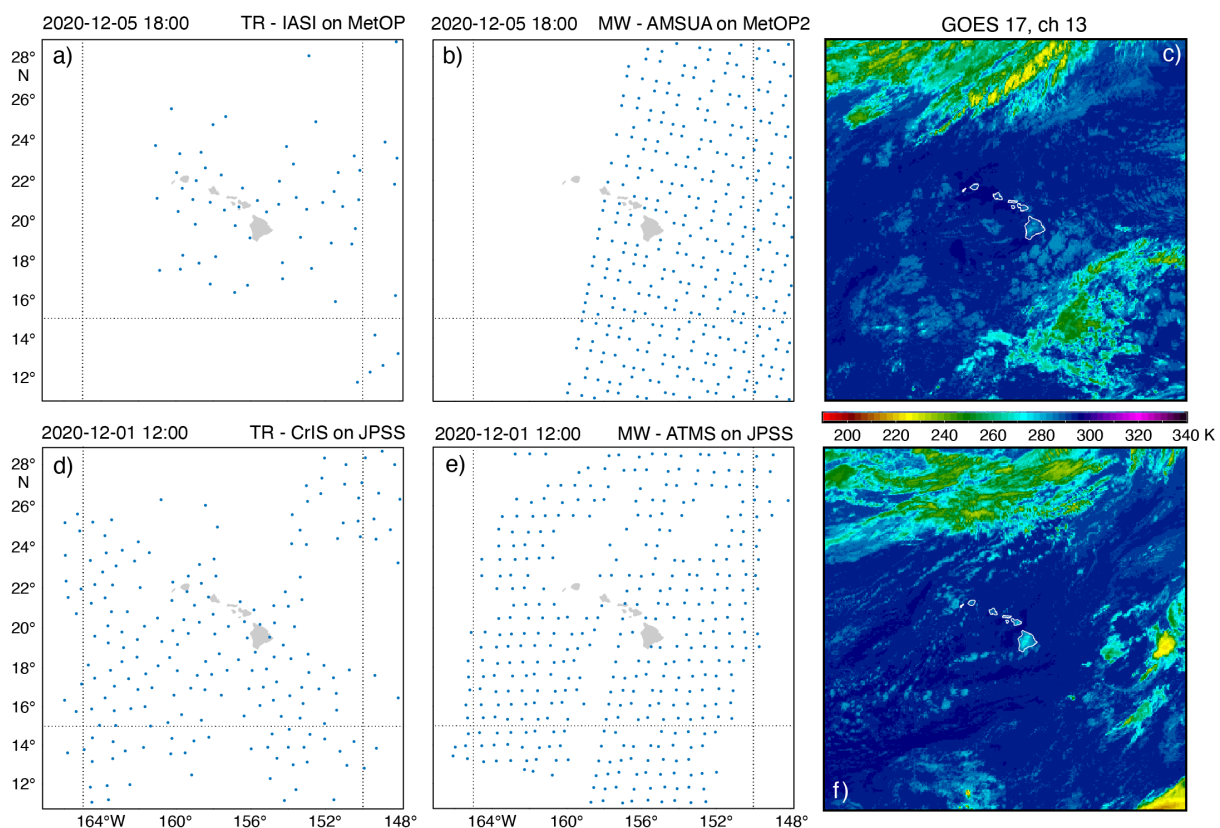 2020-12-05 18:00 TR - IASI on MetOP
2020-12-05 18:00 MW - AMSUA on MetOP2
GOES 17, ch 13
a)
b)
c)
28°
N
26°
24°
22°
20°
18°
16°
14°
12°
200 220 240 260 280 300 320 340 K
2020-12-01 12:00 TR - CrIS on JPSS
2020-12-01 12:00 MW - ATMS on JPSS
d)
e)
f)
28°
N
26°
24°
22°
20°
18°
16°
14°
12°
164°W 160° 156° 152° 148°
164°W 160° 156° 152° 148°